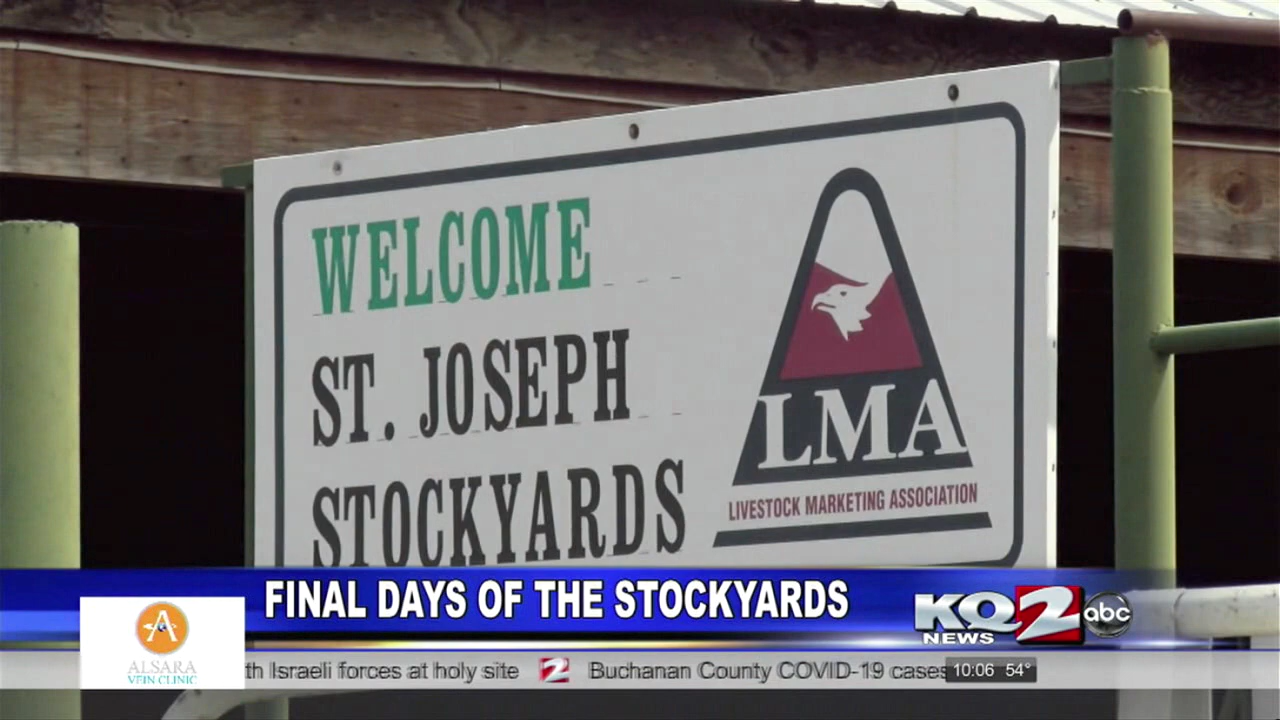 WELCOME
ST. JOSEPH
STOCKYARDS
LMA
LIVESTOCK MARKETING ASSOCIATION
FINAL DAYS OF THE STOCKYARDS
KQ2
NEWS
abc
A
ALSARA
VEIN CLINIC
th Israeli forces at holy site 2 Buchanan County COVID-19 cases 10:06 54°